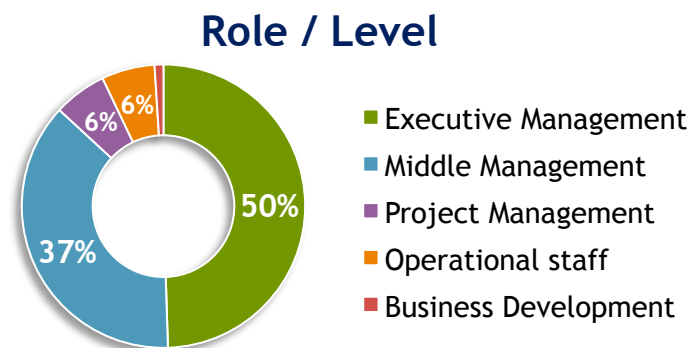 Role / Level
6%
6%
50%
37%
Executive Management
Middle Management
Project Management
Operational staff
Business Development